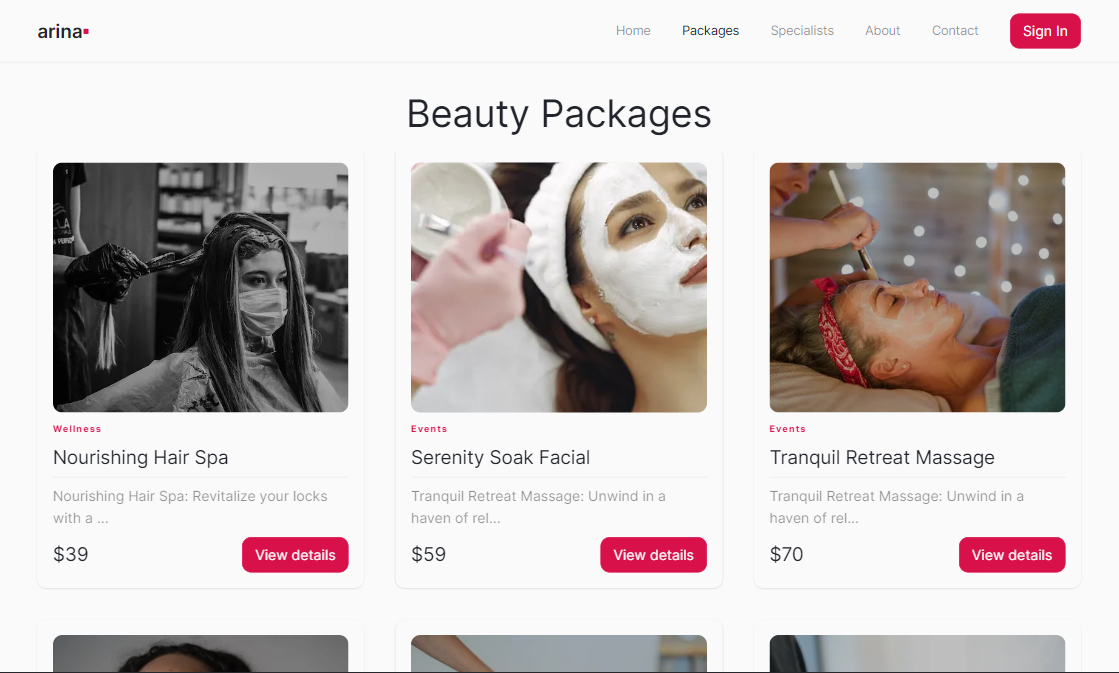 arina
Home
Packages
Specialists
About
Contact
Sign In
Beauty Packages
Wellness
Nourishing Hair Spa
Nourishing Hair Spa: Revitalize your locks
with a ...
$39
View details
Events
Serenity Soak Facial
Tranquil Retreat Massage: Unwind in a
haven of rel...
$59
View details
Events
Tranquil Retreat Massage
Tranquil Retreat Massage: Unwind in a
haven of rel...
$70
View details